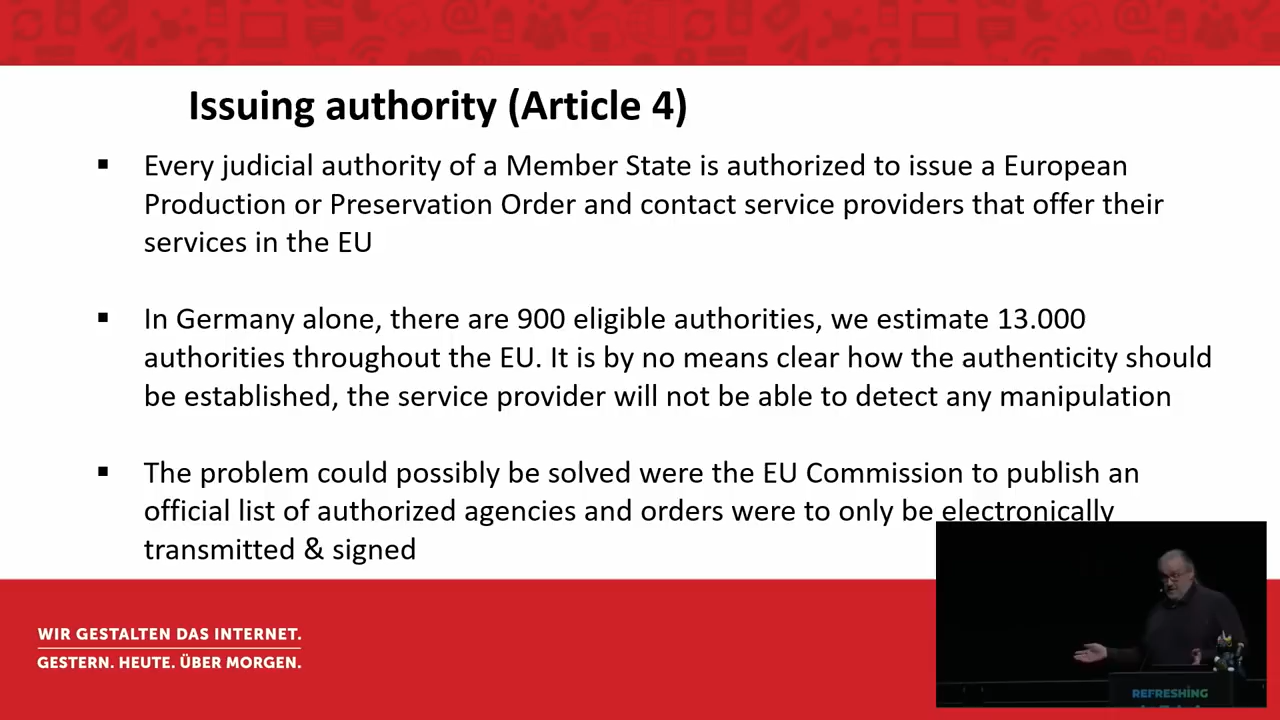 Issuing authority (Article 4)
▪ Every judicial authority of a Member State is authorized to issue a European
Production or Preservation Order and contact service providers that offer their
services in the EU
▪ In Germany alone, there are 900 eligible authorities, we estimate 13.000
authorities throughout the EU. It is by no means clear how the authenticity should
be established, the service provider will not be able to detect any manipulation
▪ The problem could possibly be solved were the EU Commission to publish an
official list of authorized agencies and orders were to only be electronically
transmitted & signed
WIR GESTALTEN DAS INTERNET.
GESTERN. HEUTE. ÜBER MORGEN.
REFRESHING